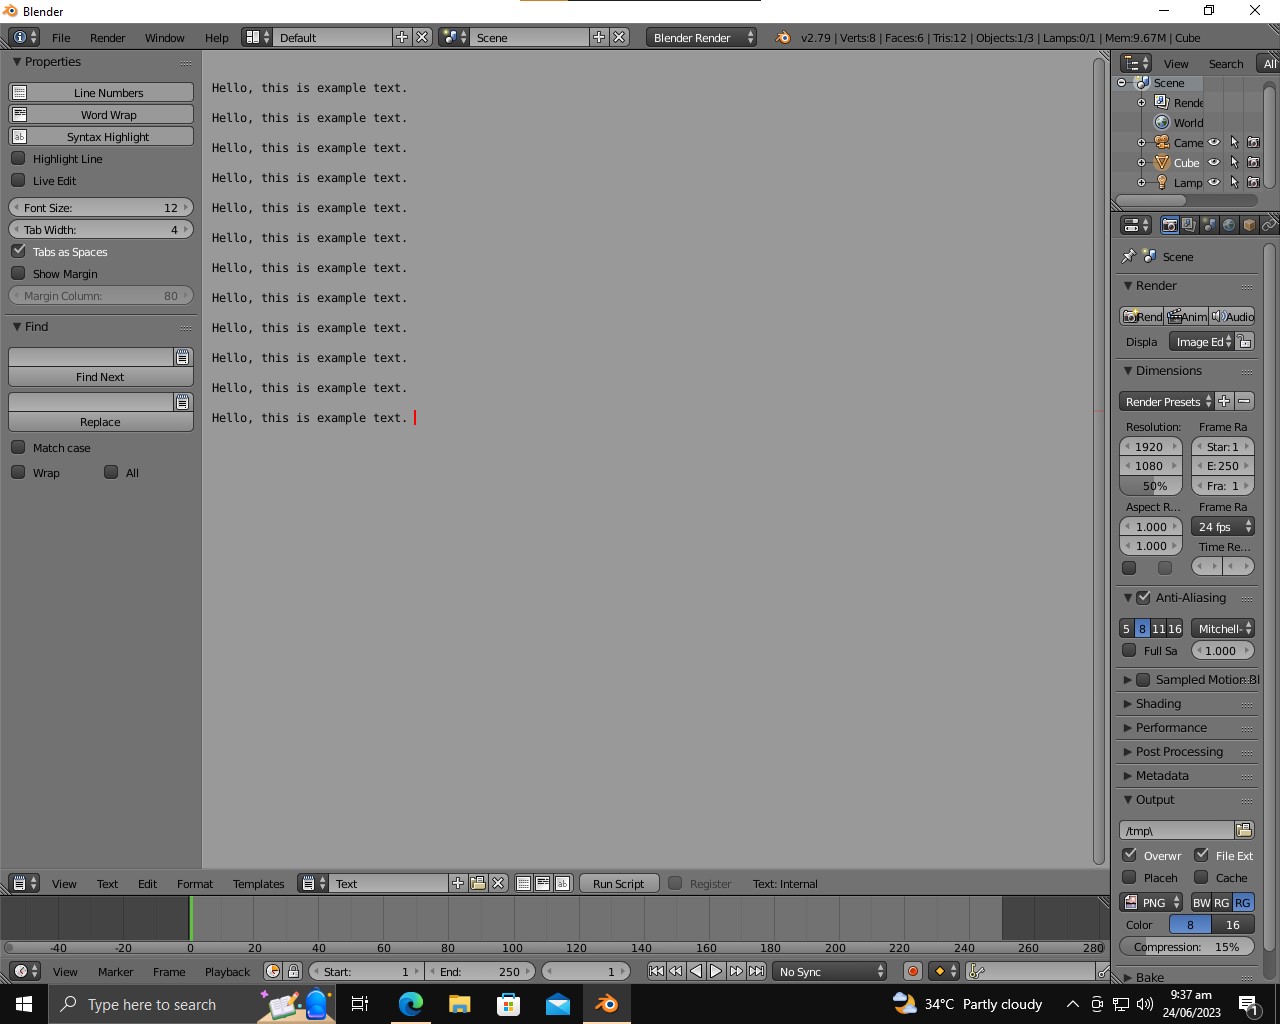 Blender
File Render Window Help Default Scene Blender Render v2.79 | Verts:8 | Faces:6 | Tris:12 | Objects:1/3 | Lamps:0/1 | Mem:9.67M | Cube
Properties
Line Numbers
Word Wrap
Syntax Highlight
Highlight Line
Live Edit
Font Size: 12
Tab Width: 4
Tabs as Spaces
Show Margin
Margin Column: 80
Find
Find Next
Replace
Match case
Wrap All
Hello, this is example text.
Hello, this is example text.
Hello, this is example text.
Hello, this is example text.
Hello, this is example text.
Hello, this is example text.
Hello, this is example text.
Hello, this is example text.
Hello, this is example text.
Hello, this is example text.
Hello, this is example text.
Hello, this is example text.
View Search All
Scene
Rende
World
Came
Cube
Lamp
Scene
Render
Rend Anim Audio
Displa Image Ed
Dimensions
Render Presets
Resolution: Frame Ra
1920 Star: 1
1080 E: 250
50% Fra: 1
Aspect R... Frame Ra
1.000 24 fps
1.000 Time Re...
Anti-Aliasing
5 8 11 16 Mitchell-
Full Sa 1.000
Sampled Motion Bl
Shading
Performance
Post Processing
Metadata
Output
/tmp\
Overwr File Ext
Placeh Cache
PNG BW RG RG
Color 8 16
Compression: 15%
Bake
View Text Edit Format Templates Text Run Script Register Text: Internal
-40 -20 0 20 40 60 80 100 120 140 160 180 200 220 240 260 280
View Marker Frame Playback Start: 1 End: 250 1 No Sync
Type here to search
34°C Partly cloudy
9:37 am
24/06/2023
1